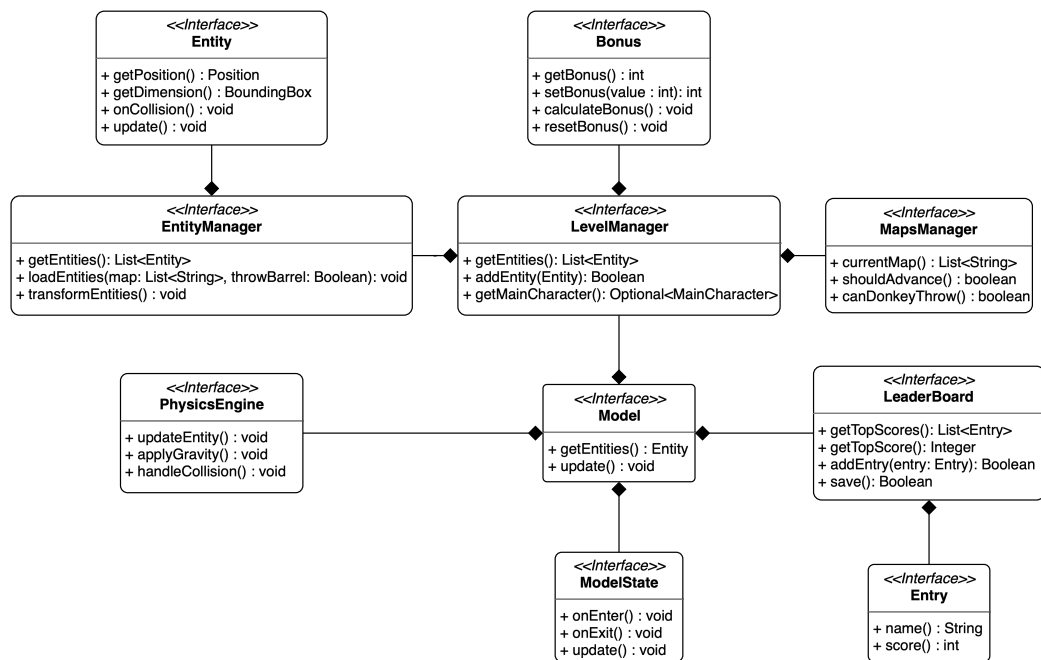 <<Interface>>
Entity
+ getPosition() : Position
+ getDimension() : BoundingBox
+ onCollision() : void
+ update() : void
<<Interface>>
Bonus
+ getBonus() : int
+ setBonus(value : int): int
+ calculateBonus() : void
+ resetBonus() : void
<<Interface>>
EntityManager
+ getEntities(): List<Entity>
+ loadEntities(map: List<String>, throwBarrel: Boolean): void
+ transformEntities() : void
<<Interface>>
LevelManager
+ getEntities(): List<Entity>
+ addEntity(Entity): Boolean
+ getMainCharacter(): Optional<MainCharacter>
<<Interface>>
MapsManager
+ currentMap() : List<String>
+ shouldAdvance() : boolean
+ canDonkeyThrow() : boolean
<<Interface>>
PhysicsEngine
+ updateEntity() : void
+ applyGravity() : void
+ handleCollision() : void
<<Interface>>
Model
+ getEntities() : Entity
+ update() : void
<<Interface>>
LeaderBoard
+ getTopScores(): List<Entry>
+ getTopScore(): Integer
+ addEntry(entry: Entry): Boolean
+ save(): Boolean
<<Interface>>
ModelState
+ onEnter() : void
+ onExit() : void
+ update() : void
<<Interface>>
Entry
+ name() : String
+ score() : int